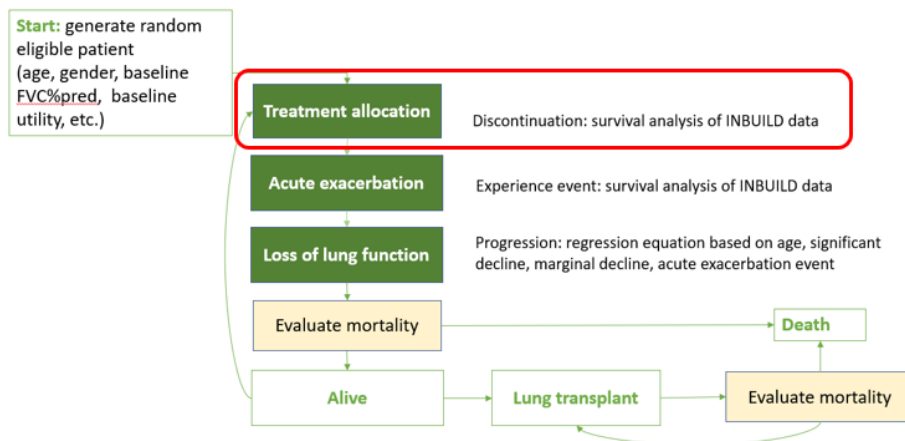 Start: generate random
eligible patient
(age, gender, baseline
FVC%pred, baseline
utility, etc.)
Treatment allocation
Discontinuation: survival analysis of INBUILD data
Acute exacerbation
Experience event: survival analysis of INBUILD data
Loss of lung function
Progression: regression equation based on age, significant
decline, marginal decline, acute exacerbation event
Evaluate mortality
Death
Alive
Lung transplant
Evaluate mortality